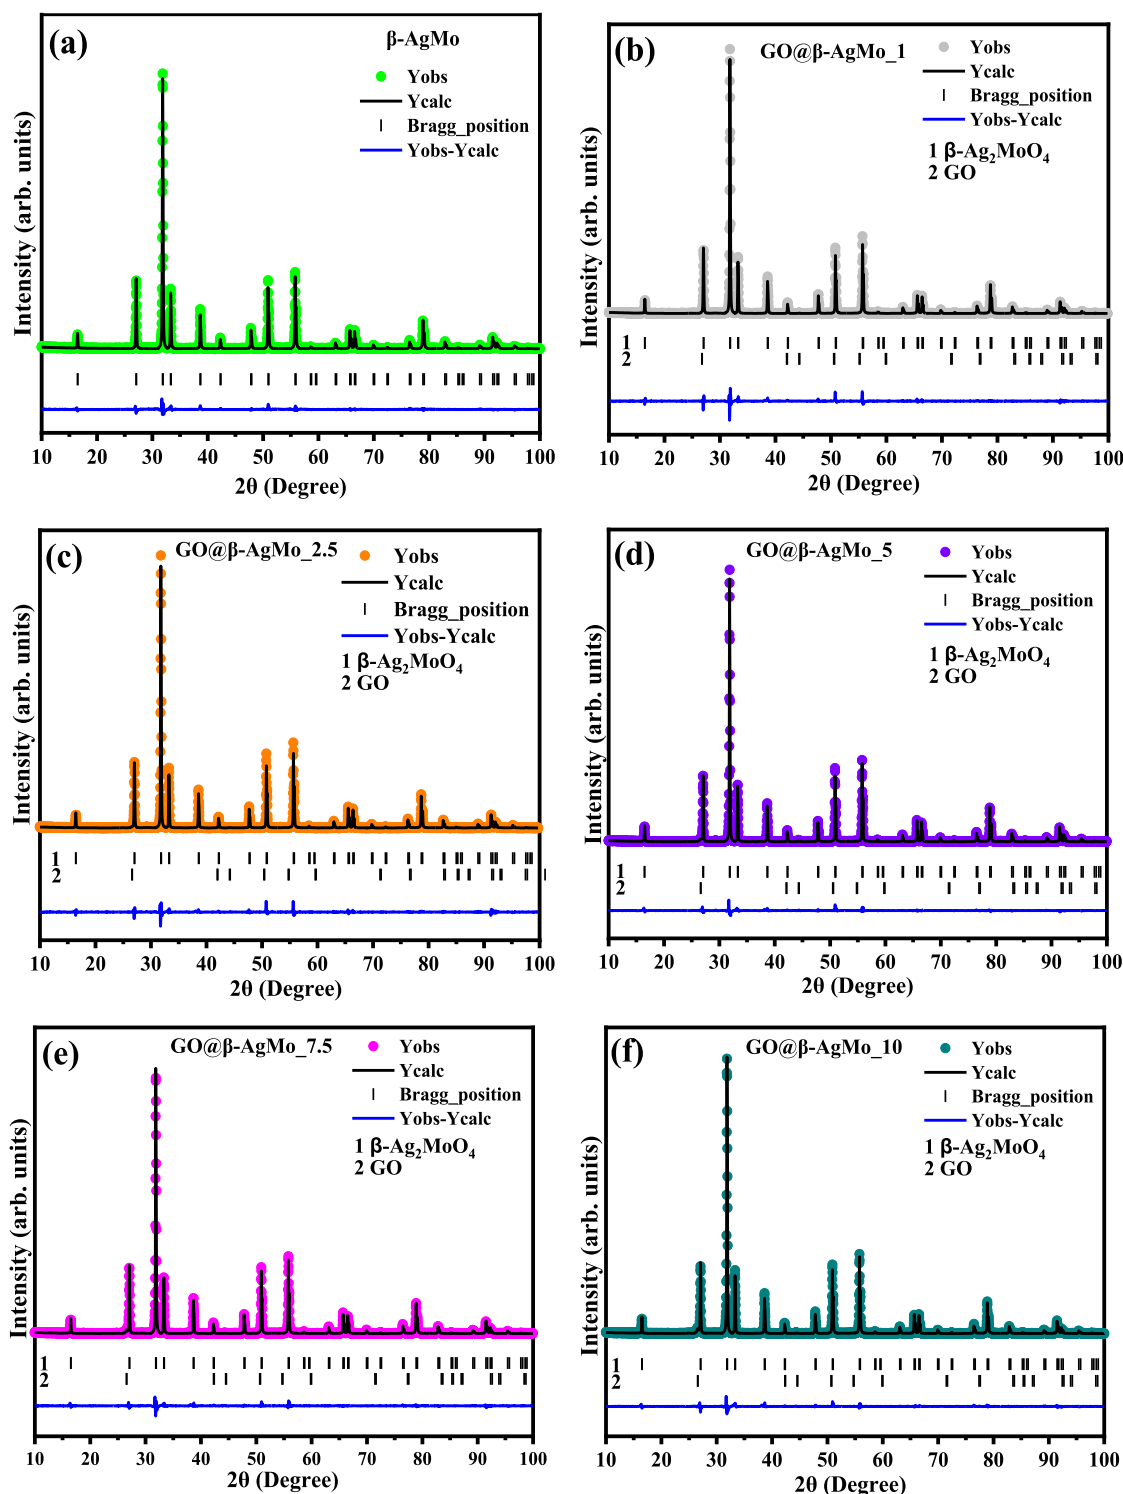 (a)
β-AgMo
Yobs
Ycalc
Bragg_position
Yobs-Ycalc
Intensity (arb. units)
10 20 30 40 50 60 70 80 90 100
2θ (Degree)
(b)
GO@β-AgMo_1
Yobs
Ycalc
Bragg_position
Yobs-Ycalc
1 β-Ag₂MoO₄
2 GO
Intensity (arb. units)
1
2
10 20 30 40 50 60 70 80 90 100
2θ (Degree)
(c)
GO@β-AgMo_2.5
Yobs
Ycalc
Bragg_position
Yobs-Ycalc
1 β-Ag₂MoO₄
2 GO
Intensity (arb. units)
1
2
10 20 30 40 50 60 70 80 90 100
2θ (Degree)
(d)
GO@β-AgMo_5
Yobs
Ycalc
Bragg_position
Yobs-Ycalc
1 β-Ag₂MoO₄
2 GO
Intensity (arb. units)
1
2
10 20 30 40 50 60 70 80 90 100
2θ (Degree)
(e)
GO@β-AgMo_7.5
Yobs
Ycalc
Bragg_position
Yobs-Ycalc
1 β-Ag₂MoO₄
2 GO
Intensity (arb. units)
1
2
10 20 30 40 50 60 70 80 90 100
2θ (Degree)
(f)
GO@β-AgMo_10
Yobs
Ycalc
Bragg_position
Yobs-Ycalc
1 β-Ag₂MoO₄
2 GO
Intensity (arb. units)
1
2
10 20 30 40 50 60 70 80 90 100
2θ (Degree)